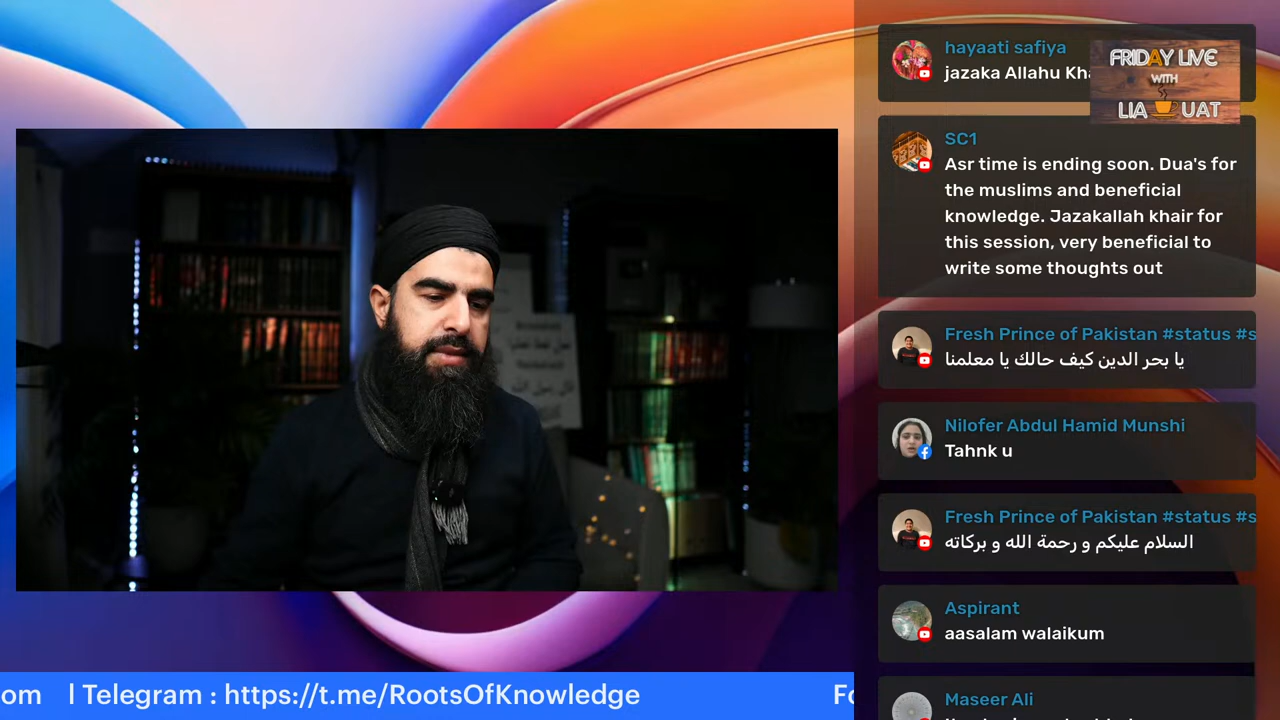 hayaati safiya
jazaka Allahu
FRIDAY LIVE
WITH
LIA UAT
SC1
Asr time is ending soon. Dua's for
the muslims and beneficial
knowledge. Jazakallah khair for
this session, very beneficial to
write some thoughts out
Fresh Prince of Pakistan #status #s
يا بحر الدين كيف حالك يا معلمنا
Nilofer Abdul Hamid Munshi
Tahnk u
Fresh Prince of Pakistan #status #s
السلام عليكم و رحمة الله و بركاته
Aspirant
aasalam walaikum
Maseer Ali
om | Telegram : https://t.me/RootsOfKnowledge